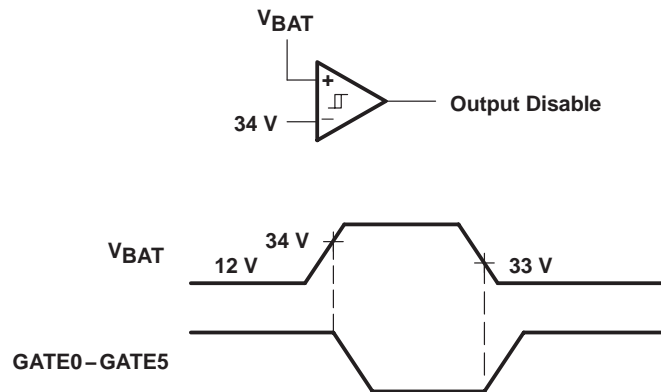 VBAT
+
34 V
−
Output Disable
VBAT
12 V
34 V
33 V
GATE0−GATE5